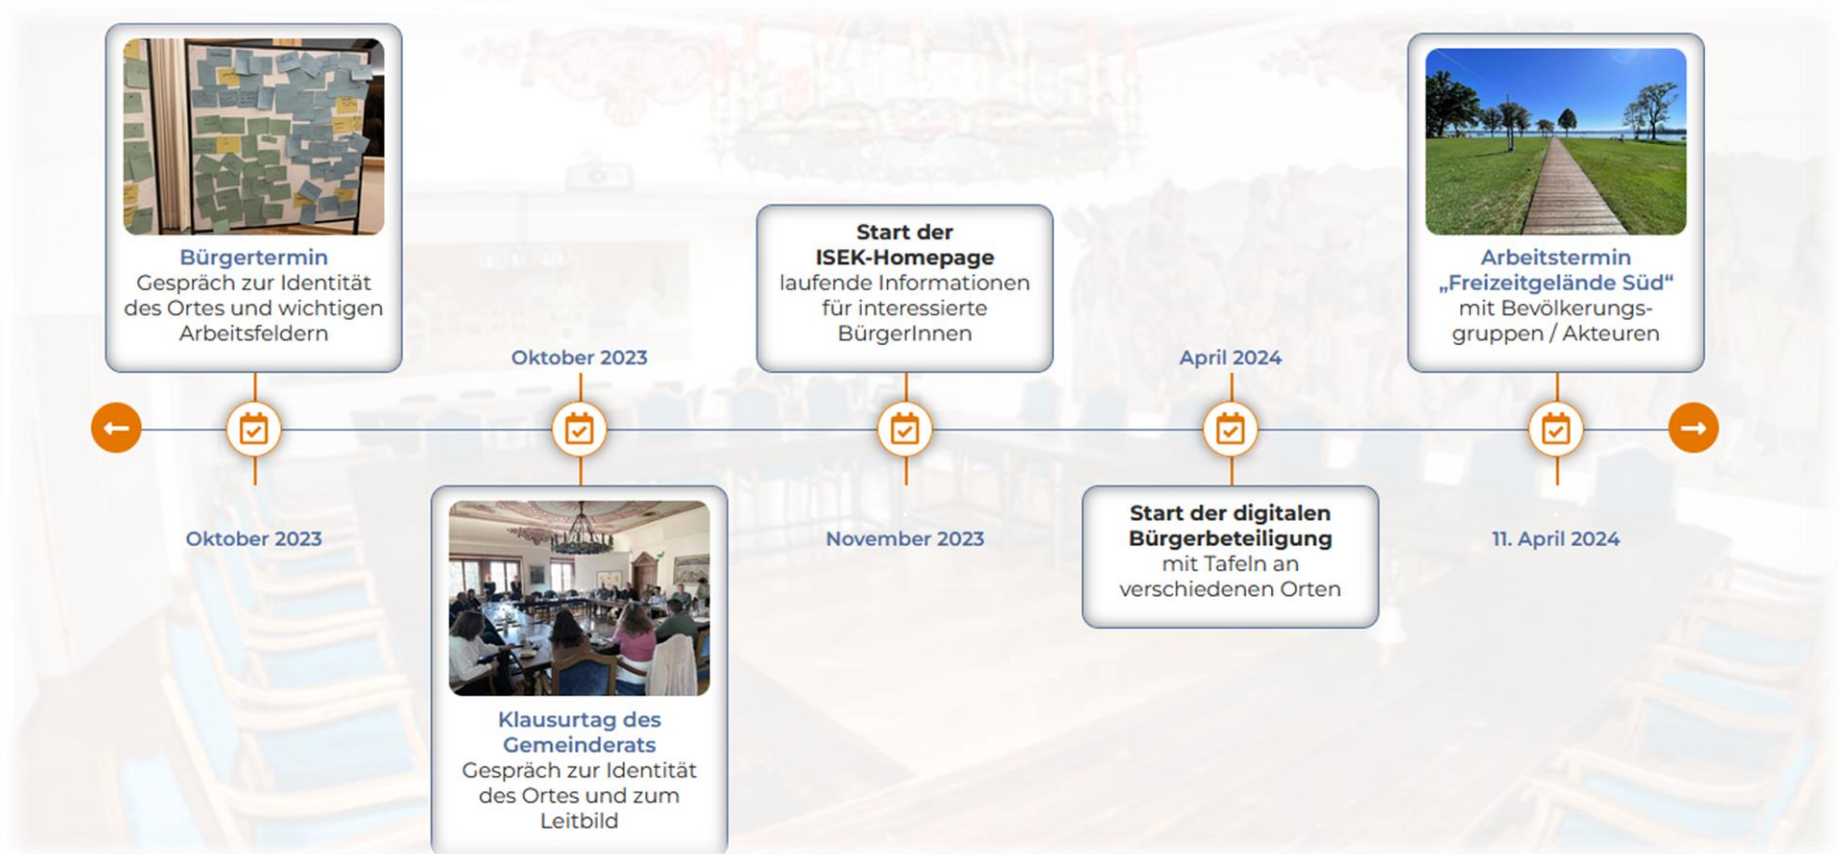 Bürgertermin
Gespräch zur Identität
des Ortes und wichtigen
Arbeitsfeldern
Oktober 2023
Oktober 2023
Klausurtag des
Gemeinderats
Gespräch zur Identität
des Ortes und zum
Leitbild
Start der
ISEK-Homepage
laufende Informationen
für interessierte
BürgerInnen
November 2023
April 2024
Start der digitalen
Bürgerbeteiligung
mit Tafeln an
verschiedenen Orten
Arbeitstermin
„Freizeitgelände Süd“
mit Bevölkerungs-
gruppen / Akteuren
11. April 2024